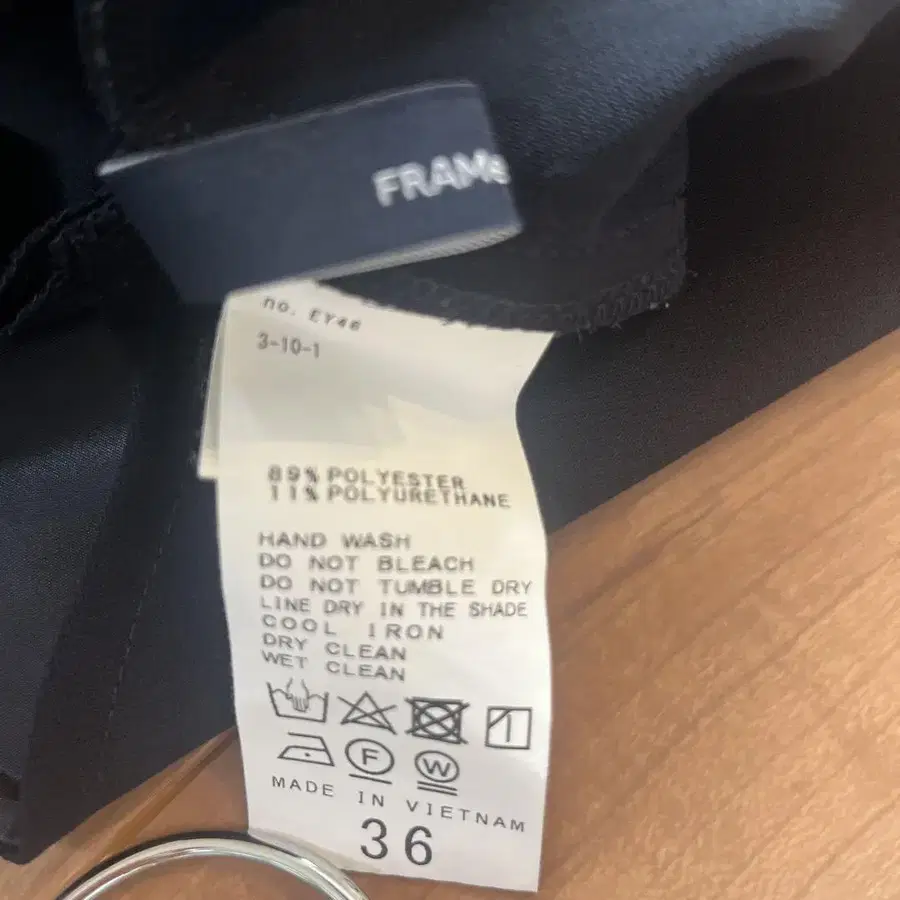 FRAMe
no. EY46
3-10-1
89% POLYESTER
11% POLYURETHANE
HAND WASH
DO NOT BLEACH
DO NOT TUMBLE DRY
LINE DRY IN THE SHADE
COOL IRON
DRY CLEAN
WET CLEAN
F
W
MADE IN VIETNAM
36